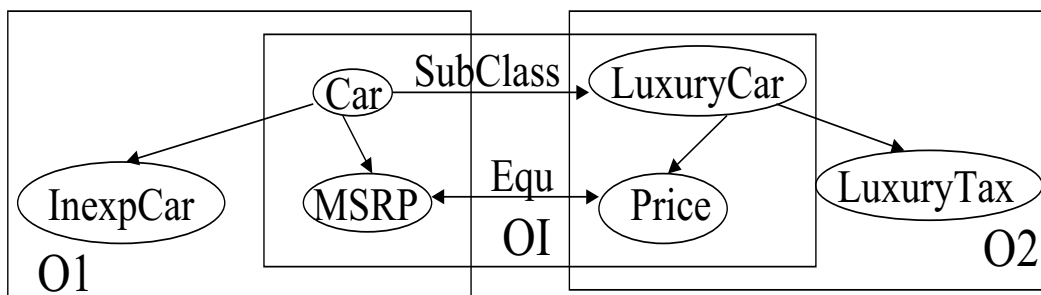 SubClass
Car
LuxuryCar
Equ
InexpCar
MSRP
Price
LuxuryTax
OI
O1
O2